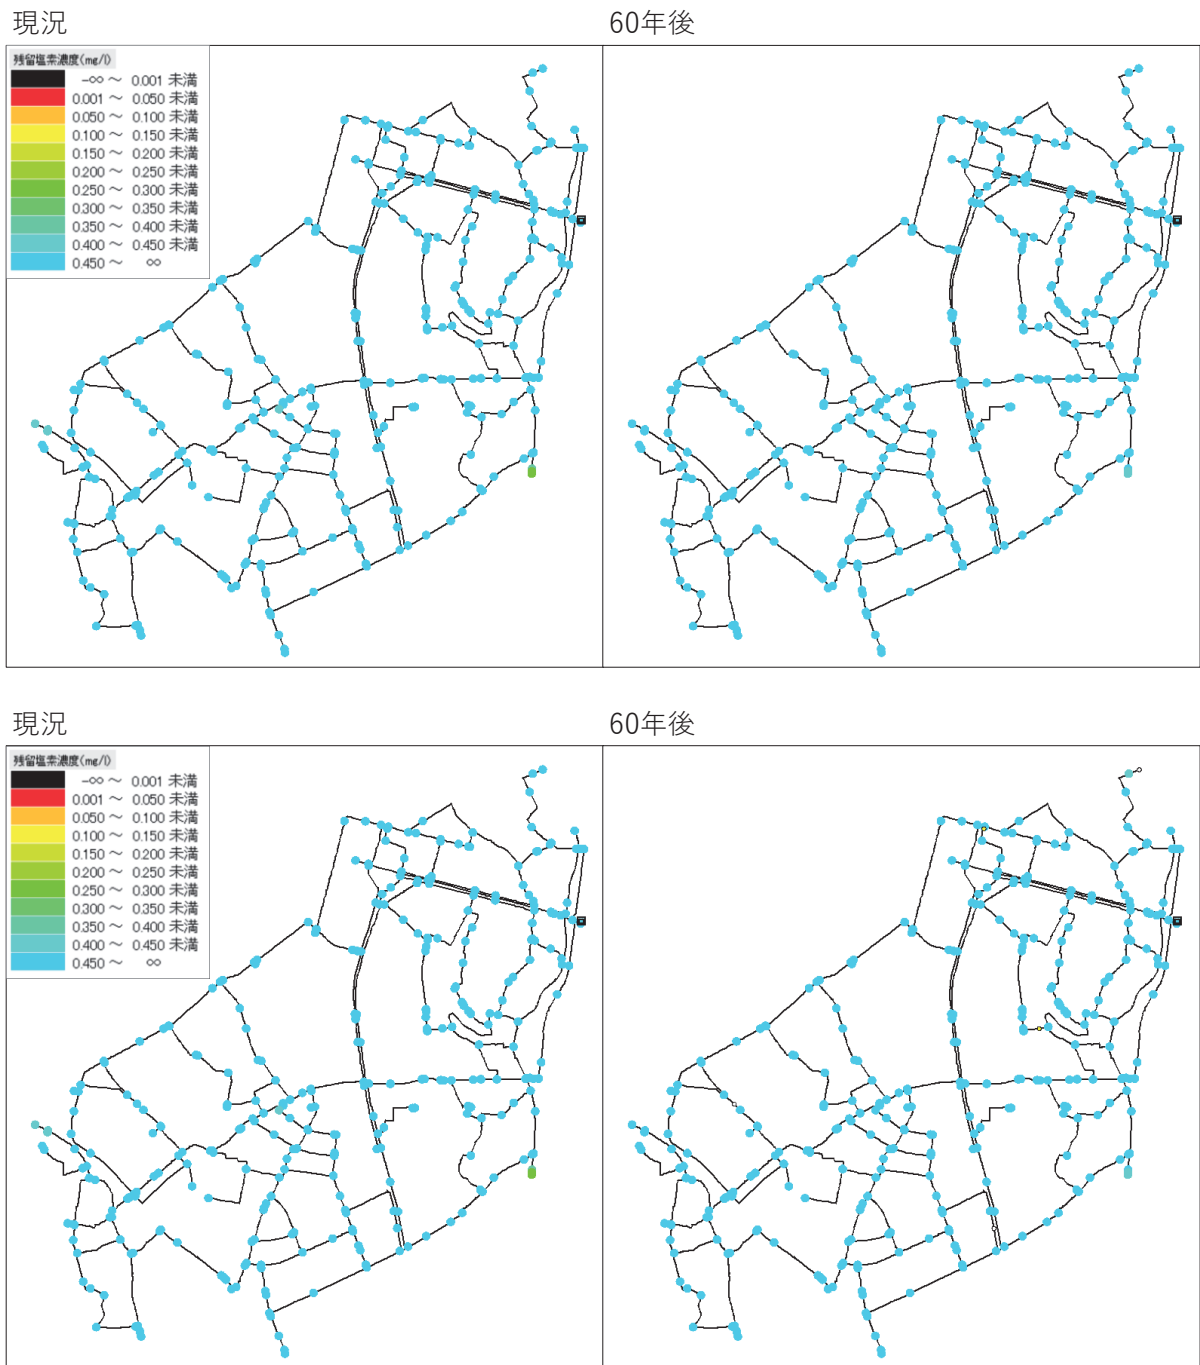 現況
60年後
残留塩素濃度(mg/l)
-∞ ～ 0.001 未満
0.001 ～ 0.050 未満
0.050 ～ 0.100 未満
0.100 ～ 0.150 未満
0.150 ～ 0.200 未満
0.200 ～ 0.250 未満
0.250 ～ 0.300 未満
0.300 ～ 0.350 未満
0.350 ～ 0.400 未満
0.400 ～ 0.450 未満
0.450 ～ ∞
現況
60年後
残留塩素濃度(mg/l)
-∞ ～ 0.001 未満
0.001 ～ 0.050 未満
0.050 ～ 0.100 未満
0.100 ～ 0.150 未満
0.150 ～ 0.200 未満
0.200 ～ 0.250 未満
0.250 ～ 0.300 未満
0.300 ～ 0.350 未満
0.350 ～ 0.400 未満
0.400 ～ 0.450 未満
0.450 ～ ∞